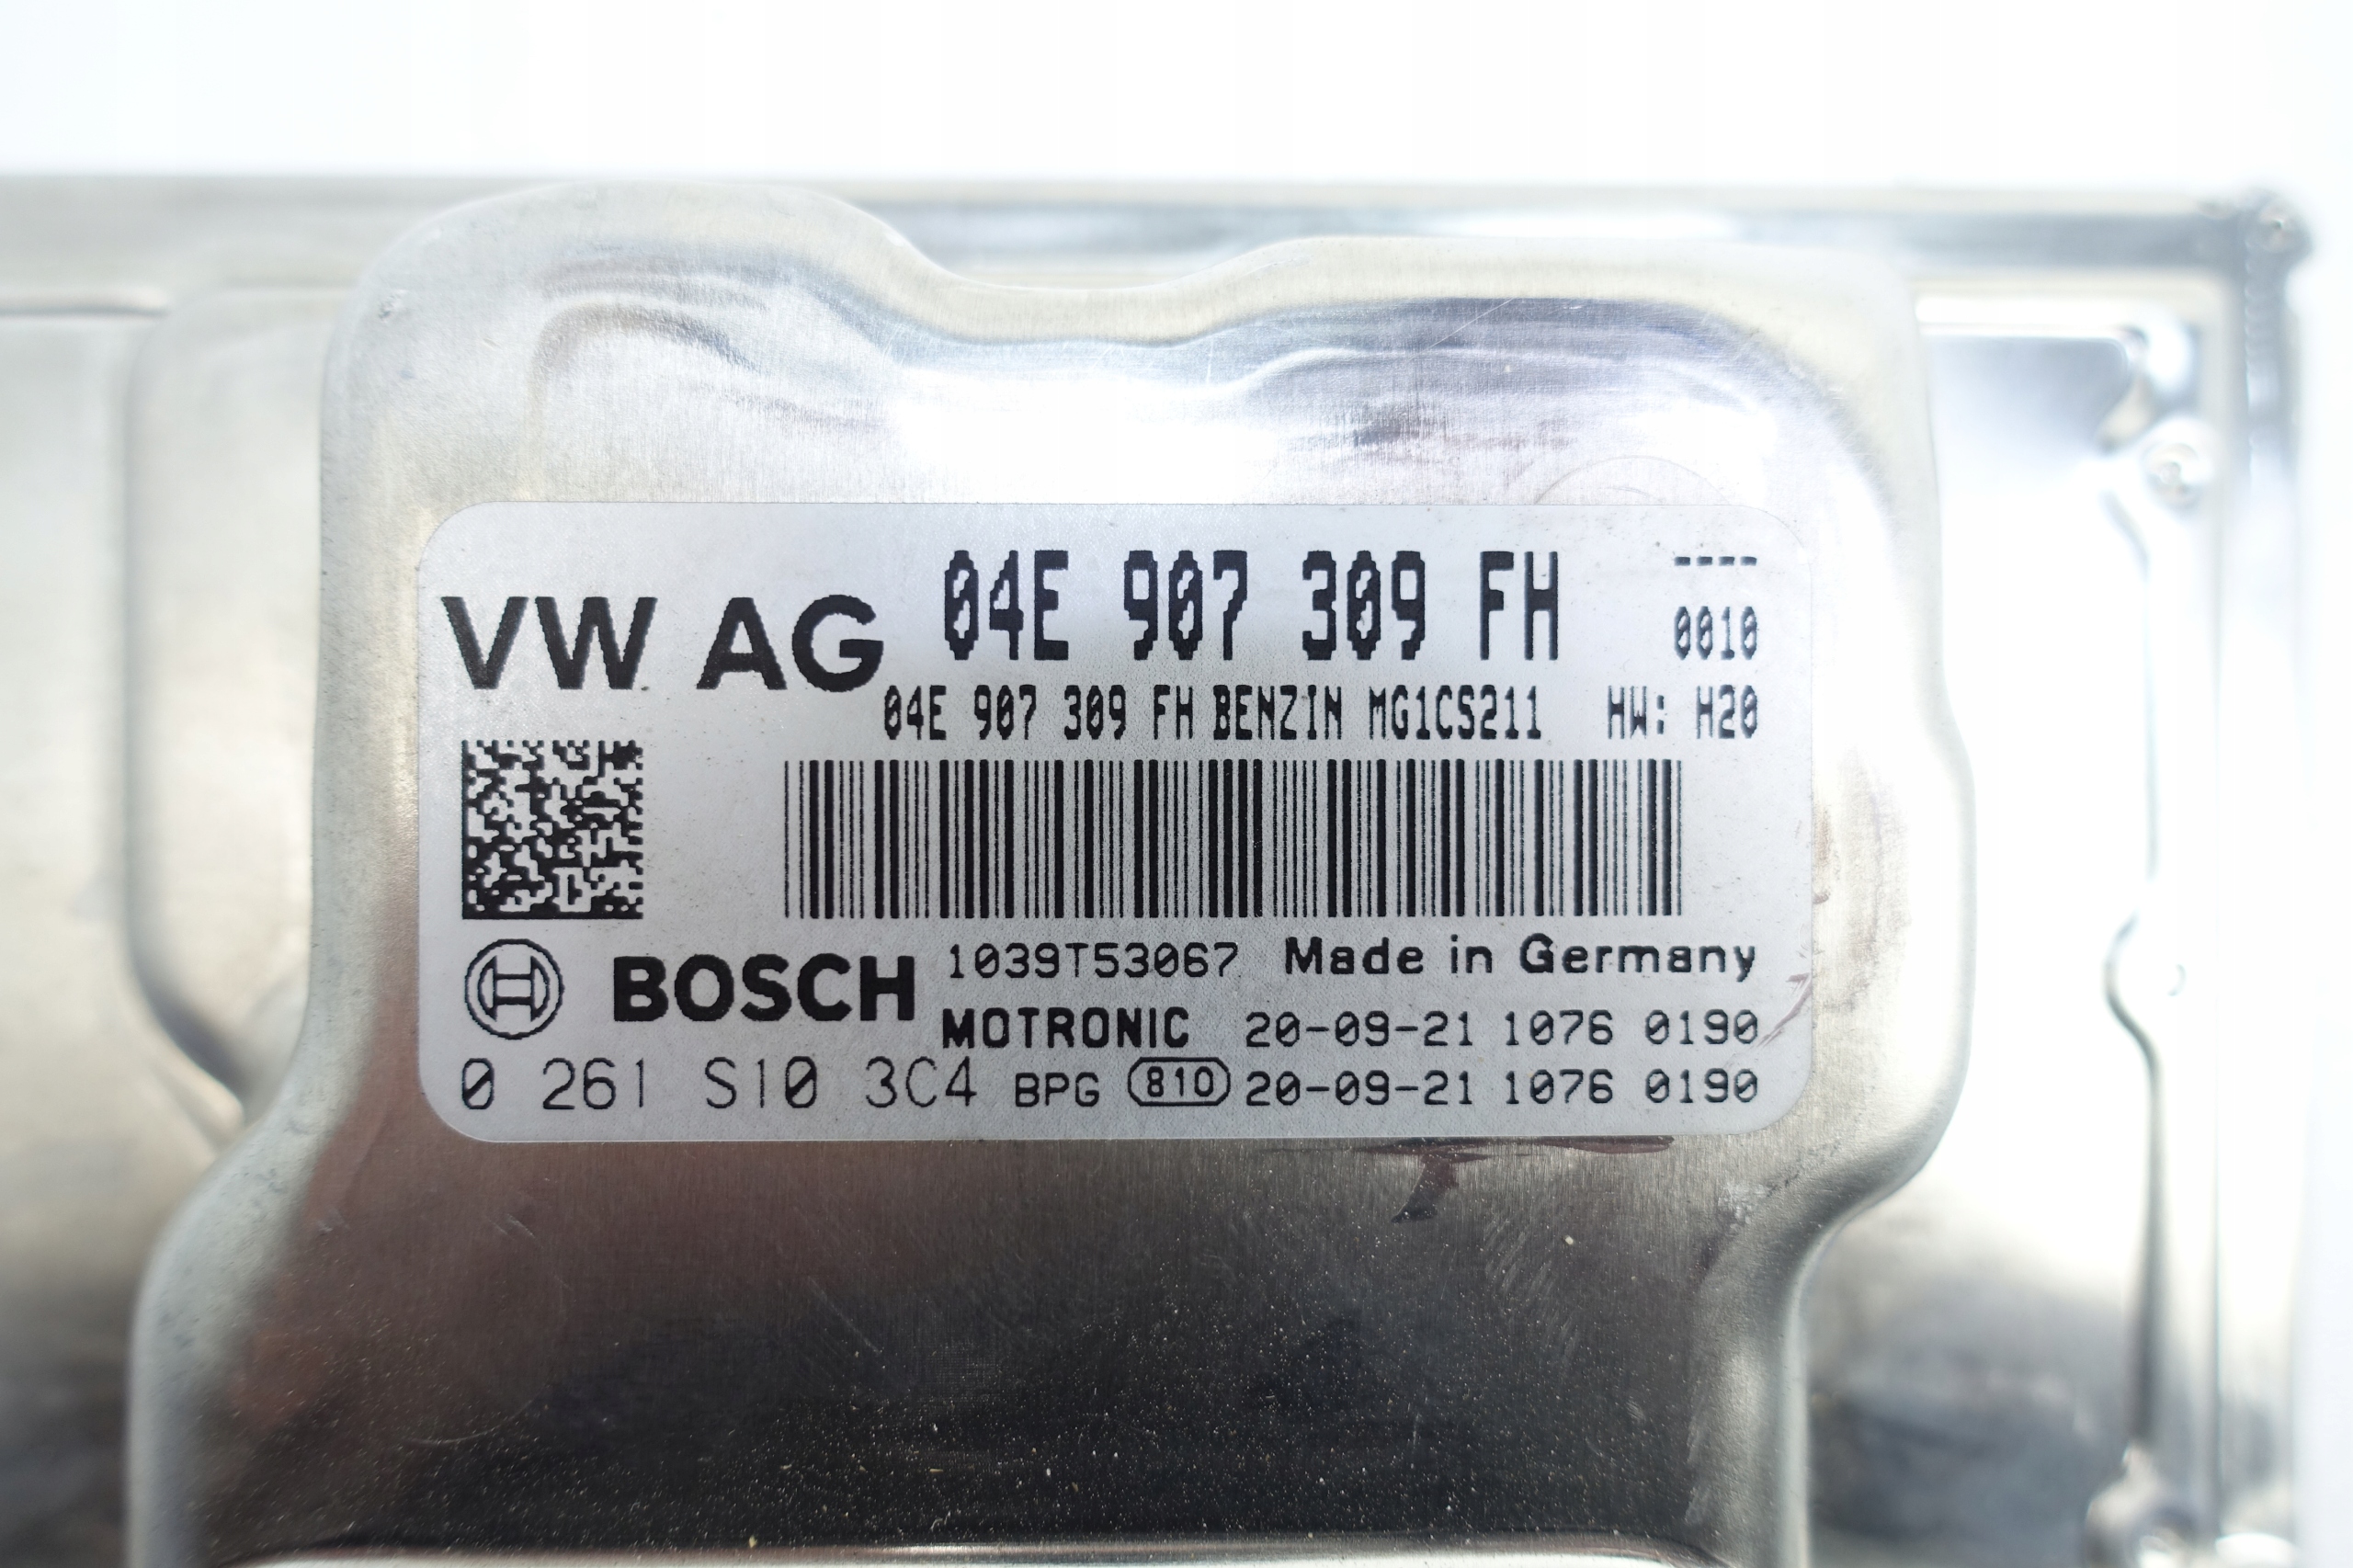 VW AG 04E 907 309 FH ----
0010
04E 907 309 FH BENZIN MG1CS211 HW: H20
BOSCH 1039T53067 Made in Germany
MOTRONIC 20-09-21 1076 0190
0 261 S10 3C4 BPG 810 20-09-21 1076 0190